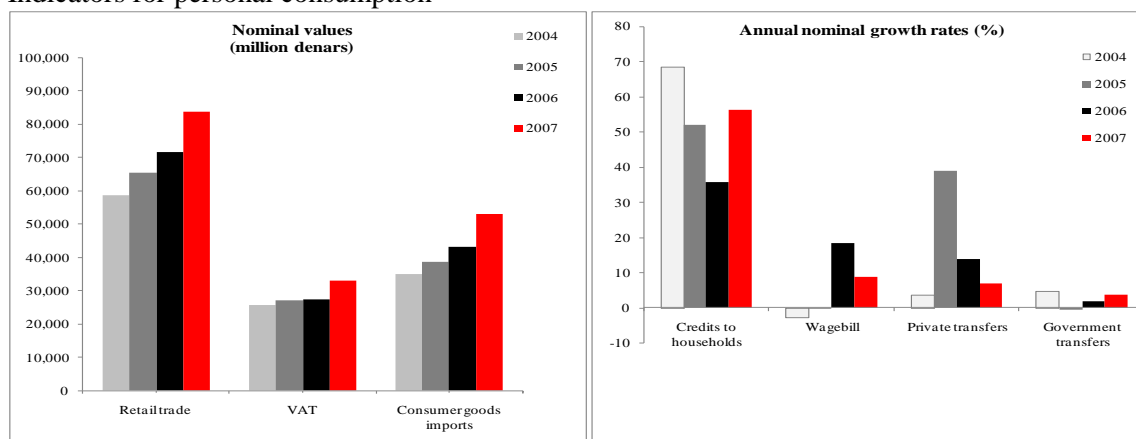 Indicators for personal consumption
Nominal values
(million denars)
2004
2005
2006
2007
100,000
90,000
80,000
70,000
60,000
50,000
40,000
30,000
20,000
10,000
0
Retail trade
VAT
Consumer goods
imports
Annual nominal growth rates (%)
2004
2005
2006
2007
80
70
60
50
40
30
20
10
0
-10
Credits to
households
Wagebill
Private transfers
Government
transfers